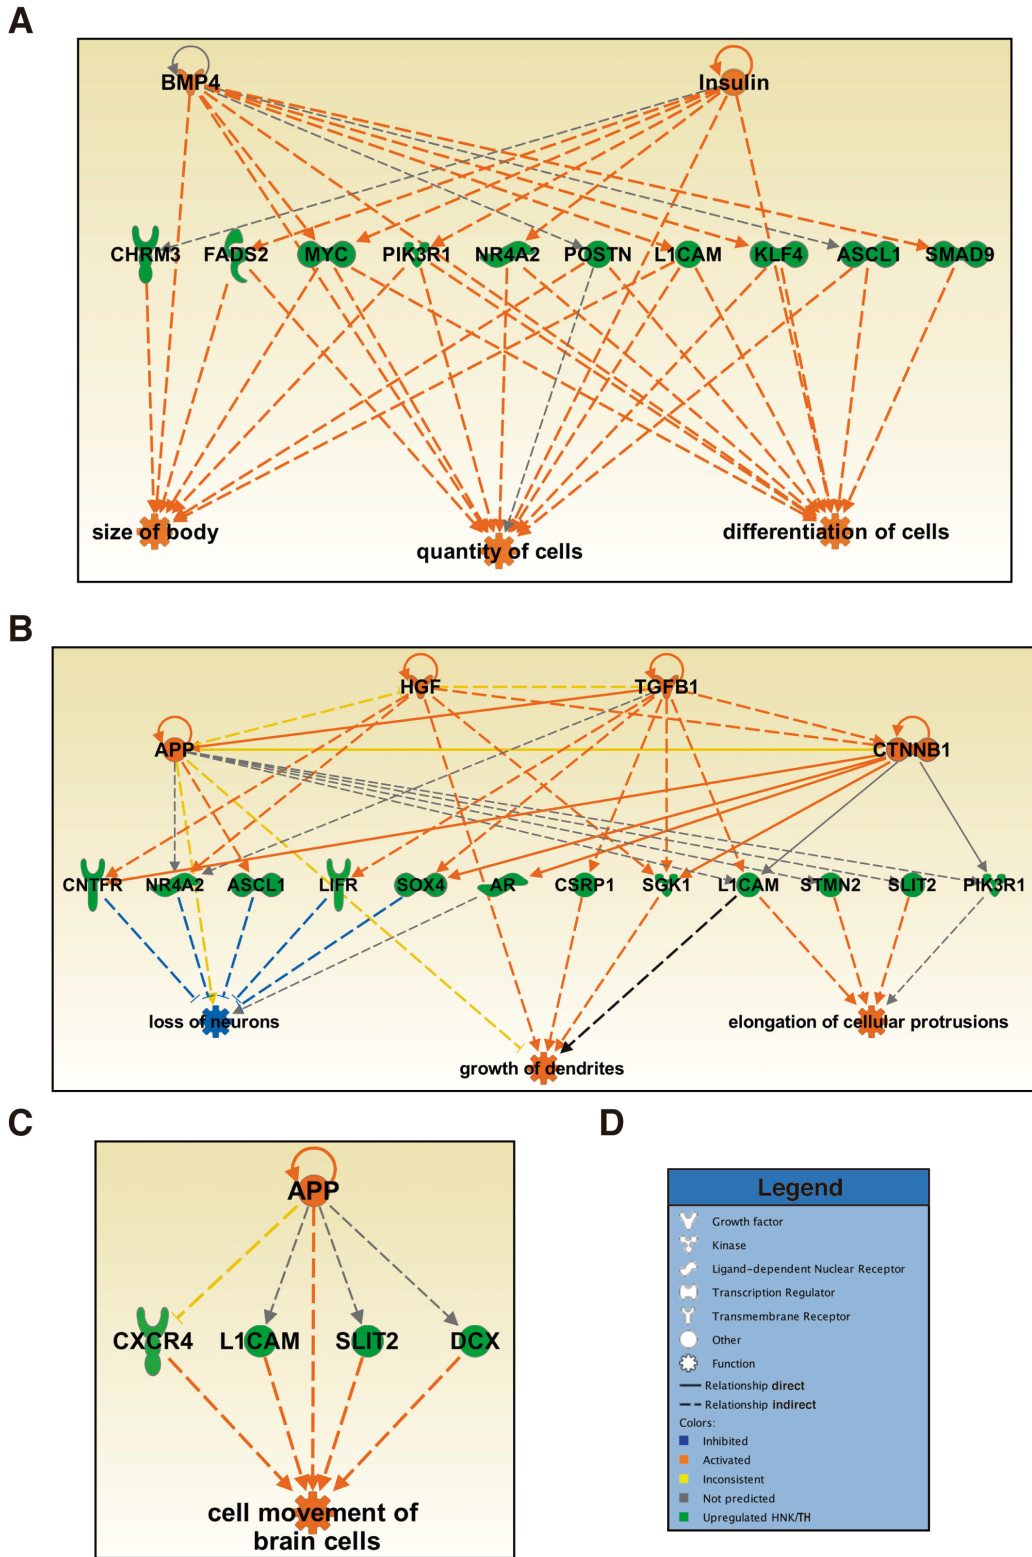 A
BMP4
Insulin
CHRM3
FADS2
MYC
PIK3R1
NR4A2
POSTN
L1CAM
KLF4
ASCL1
SMAD9
size of body
quantity of cells
differentiation of cells
B
HGF
TGFB1
APP
CTNNB1
CNTFR
NR4A2
ASCL1
LIFR
SOX4
AR
CSRP1
SGK1
L1CAM
STMN2
SLIT2
PIK3R1
loss of neurons
elongation of cellular protrusions
growth of dendrites
C
APP
CXCR4
L1CAM
SLIT2
DCX
cell movement of
brain cells
D
Legend
Growth factor
Kinase
Ligand-dependent Nuclear Receptor
Transcription Regulator
Transmembrane Receptor
Other
Function
Relationship direct
Relationship indirect
Colors:
Inhibited
Activated
Inconsistent
Not predicted
Upregulated HNK/TH